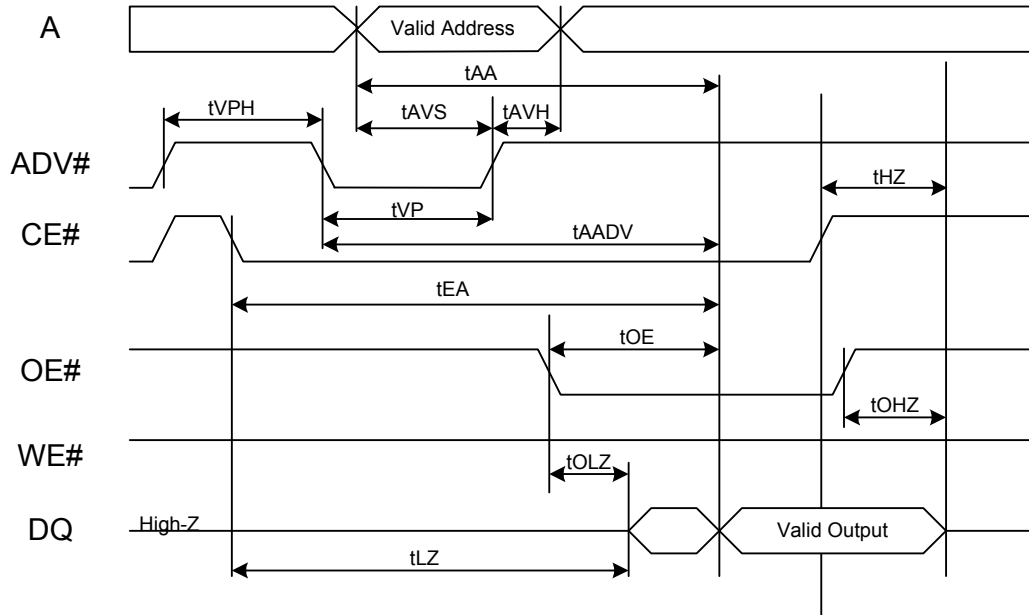 A
Valid Address
tAA
tVPH
tAVS
tAVH
ADV#
tHZ
tVP
CE#
tAADV
tEA
tOE
OE#
tOHZ
WE#
tOLZ
High-Z
DQ
Valid Output
tLZ